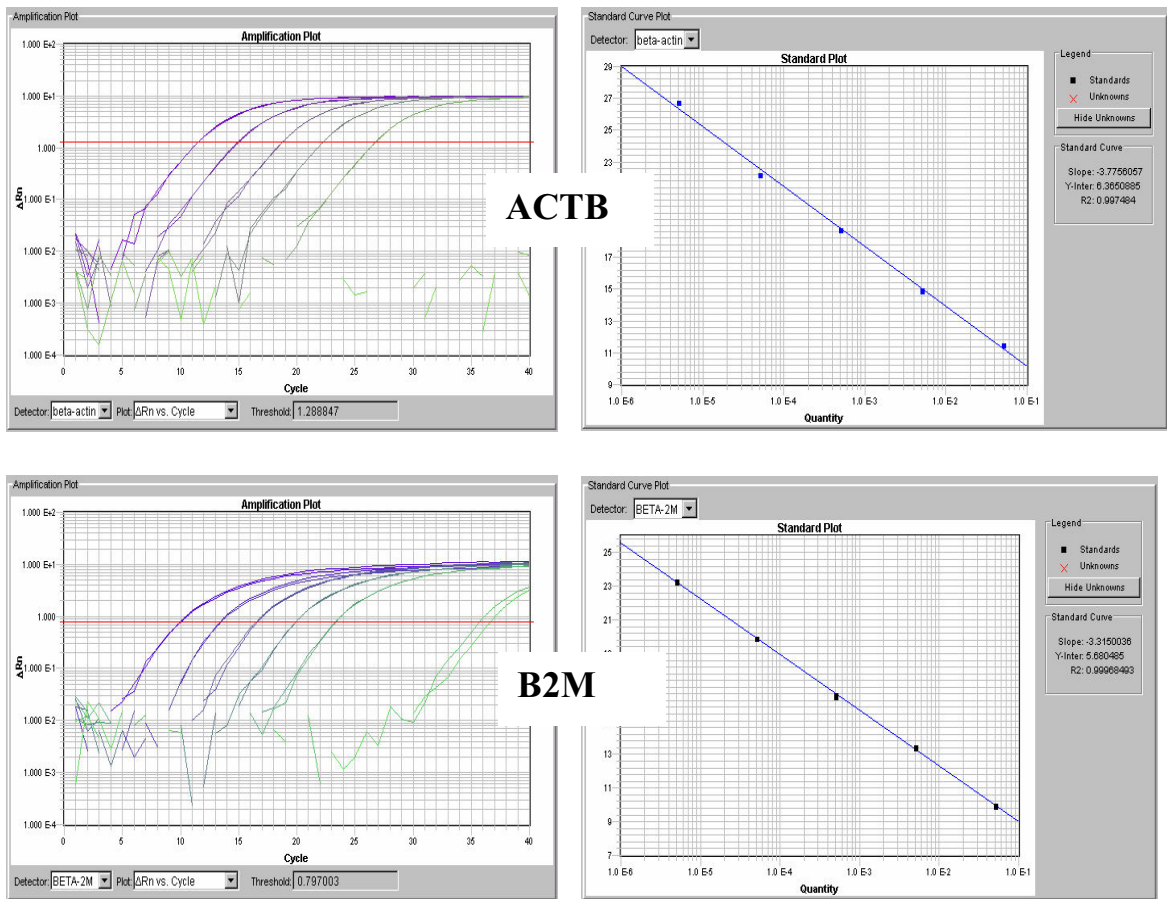 Amplification Plot
Amplification Plot
1.000 E+2
1.000 E+1
1.000
1.000 E-1
1.000 E-2
1.000 E-3
1.000 E-4
ΔRn
0 5 10 15 20 25 30 35 40
Cycle
Detector: beta-actin Plot: ΔRn vs. Cycle Threshold: 1.288847
ACTB
Standard Curve Plot
Detector: beta-actin
Standard Plot
29
27
25
23
17
15
13
11
9
1.0 E-6 1.0 E-5 1.0 E-4 1.0 E-3 1.0 E-2 1.0 E-1
Quantity
Legend
Standards
Unknowns
Hide Unknowns
Standard Curve
Slope: -3.7756057
Y-Inter: 6.3650885
R2: 0.997484
Amplification Plot
Amplification Plot
1.000 E+2
1.000 E+1
1.000
1.000 E-1
1.000 E-2
1.000 E-3
1.000 E-4
ΔRn
0 5 10 15 20 25 30 35 40
Cycle
Detector: BETA-2M Plot: ΔRn vs. Cycle Threshold: 0.797003
B2M
Standard Curve Plot
Detector: BETA-2M
Standard Plot
25
23
21
13
11
9
7
1.0 E-6 1.0 E-5 1.0 E-4 1.0 E-3 1.0 E-2 1.0 E-1
Quantity
Legend
Standards
Unknowns
Hide Unknowns
Standard Curve
Slope: -3.3150036
Y-Inter: 5.680485
R2: 0.99968493